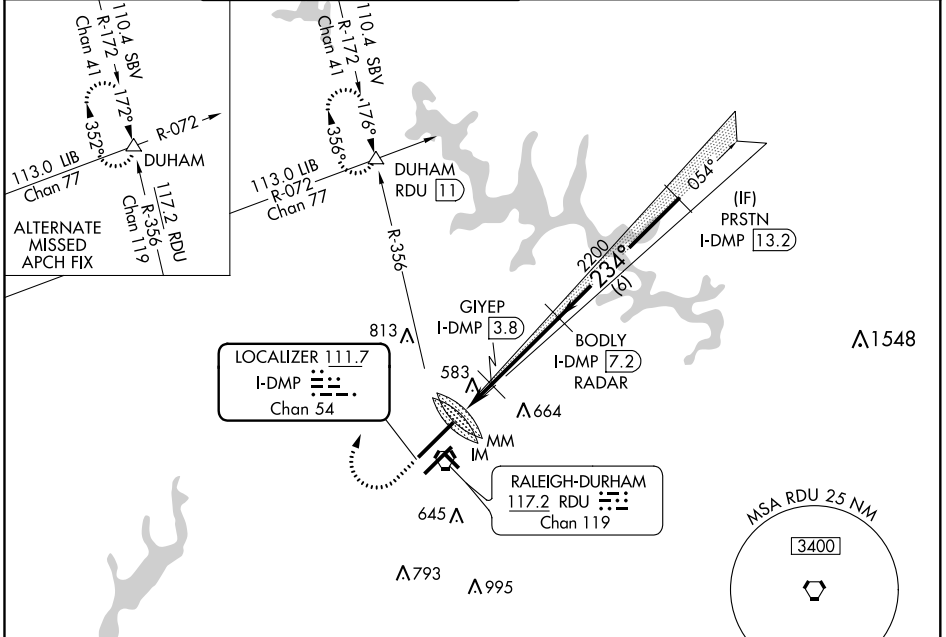 110.4 SBV
R-172
Chan 41
172°
352°
R-072
DUHAM
113.0 LIB
Chan 77
117.2 RDU
R-356
Chan 119
ALTERNATE
MISSED
APCH FIX
110.4 SBV
R-172
Chan 41
176°
356°
113.0 LIB
R-072
Chan 77
DUHAM
RDU 11
R-356
054°
(IF)
PRSTN
I-DMP 13.2
2200
234°
(6)
GIYEP
I-DMP 3.8
BODLY
I-DMP 7.2
RADAR
813
1548
LOCALIZER 111.7
I-DMP
Chan 54
583
664
MM
IM
RALEIGH-DURHAM
117.2 RDU
Chan 119
645
793
995
MSA RDU 25 NM
3400